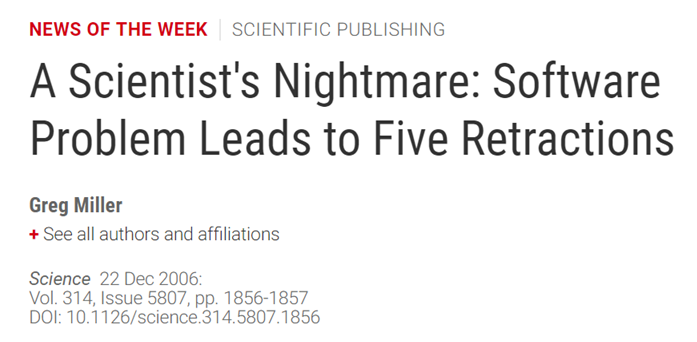 NEWS OF THE WEEK | SCIENTIFIC PUBLISHING
A Scientist's Nightmare: Software
Problem Leads to Five Retractions
Greg Miller
+ See all authors and affiliations
Science 22 Dec 2006:
Vol. 314, Issue 5807, pp. 1856-1857
DOI: 10.1126/science.314.5807.1856